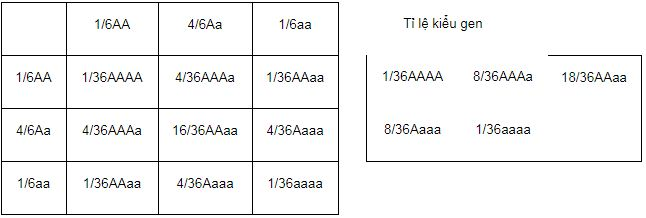 1/6AA 4/6Aa 1/6aa
Tỉ lệ kiểu gen
1/6AA 1/36AAAA 4/36AAAa 1/36AAaa
1/36AAAA 8/36AAAa 18/36AAaa
4/6Aa 4/36AAAa 16/36AAaa 4/36Aaaa
8/36Aaaa 1/36aaaa
1/6aa 1/36AAaa 4/36Aaaa 1/36aaaa